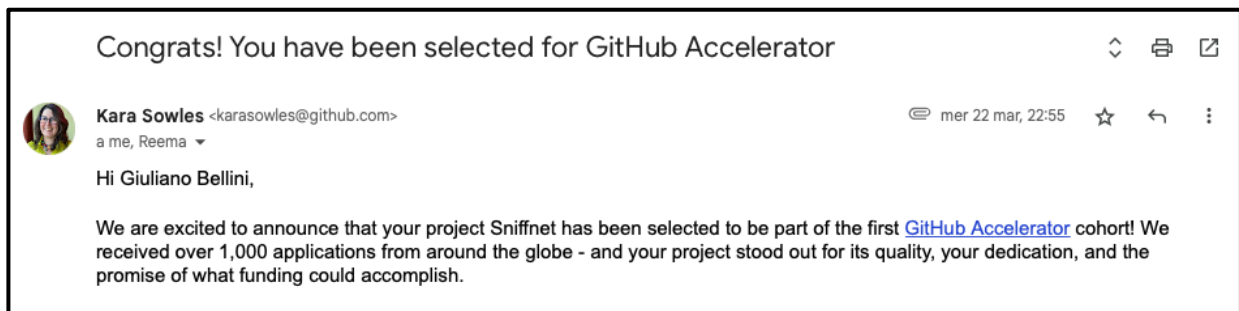 Congrats! You have been selected for GitHub Accelerator
Kara Sowles <karasowles@github.com>
mer 22 mar, 22:55
a me, Reema
Hi Giuliano Bellini,
We are excited to announce that your project Sniffnet has been selected to be part of the first GitHub Accelerator cohort! We
received over 1,000 applications from around the globe - and your project stood out for its quality, your dedication, and the
promise of what funding could accomplish.